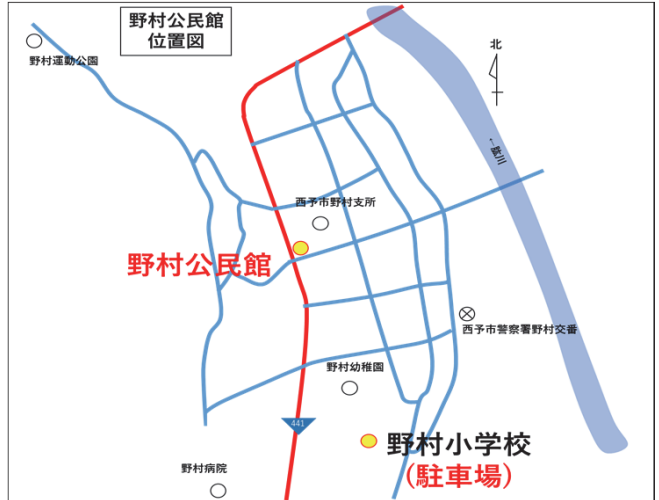 野村公民館
位置図
野村運動公園
北
←肱川
西予市野村支所
野村公民館
西予市警察署野村交番
野村幼稚園
441
野村小学校
(駐車場)
野村病院